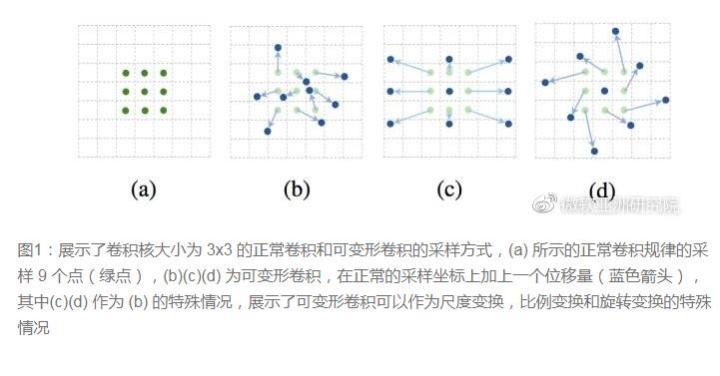 (a) (b) (c) (d)
微软亚洲研究院
图1：展示了卷积核大小为 3x3 的正常卷积和可变形卷积的采样方式，(a) 所示的正常卷积规律的采
样 9 个点（绿点），(b)(c)(d) 为可变形卷积，在正常的采样坐标上加上一个位移量（蓝色箭头），
其中(c)(d) 作为 (b) 的特殊情况，展示了可变形卷积可以作为尺度变换，比例变换和旋转变换的特殊
情况